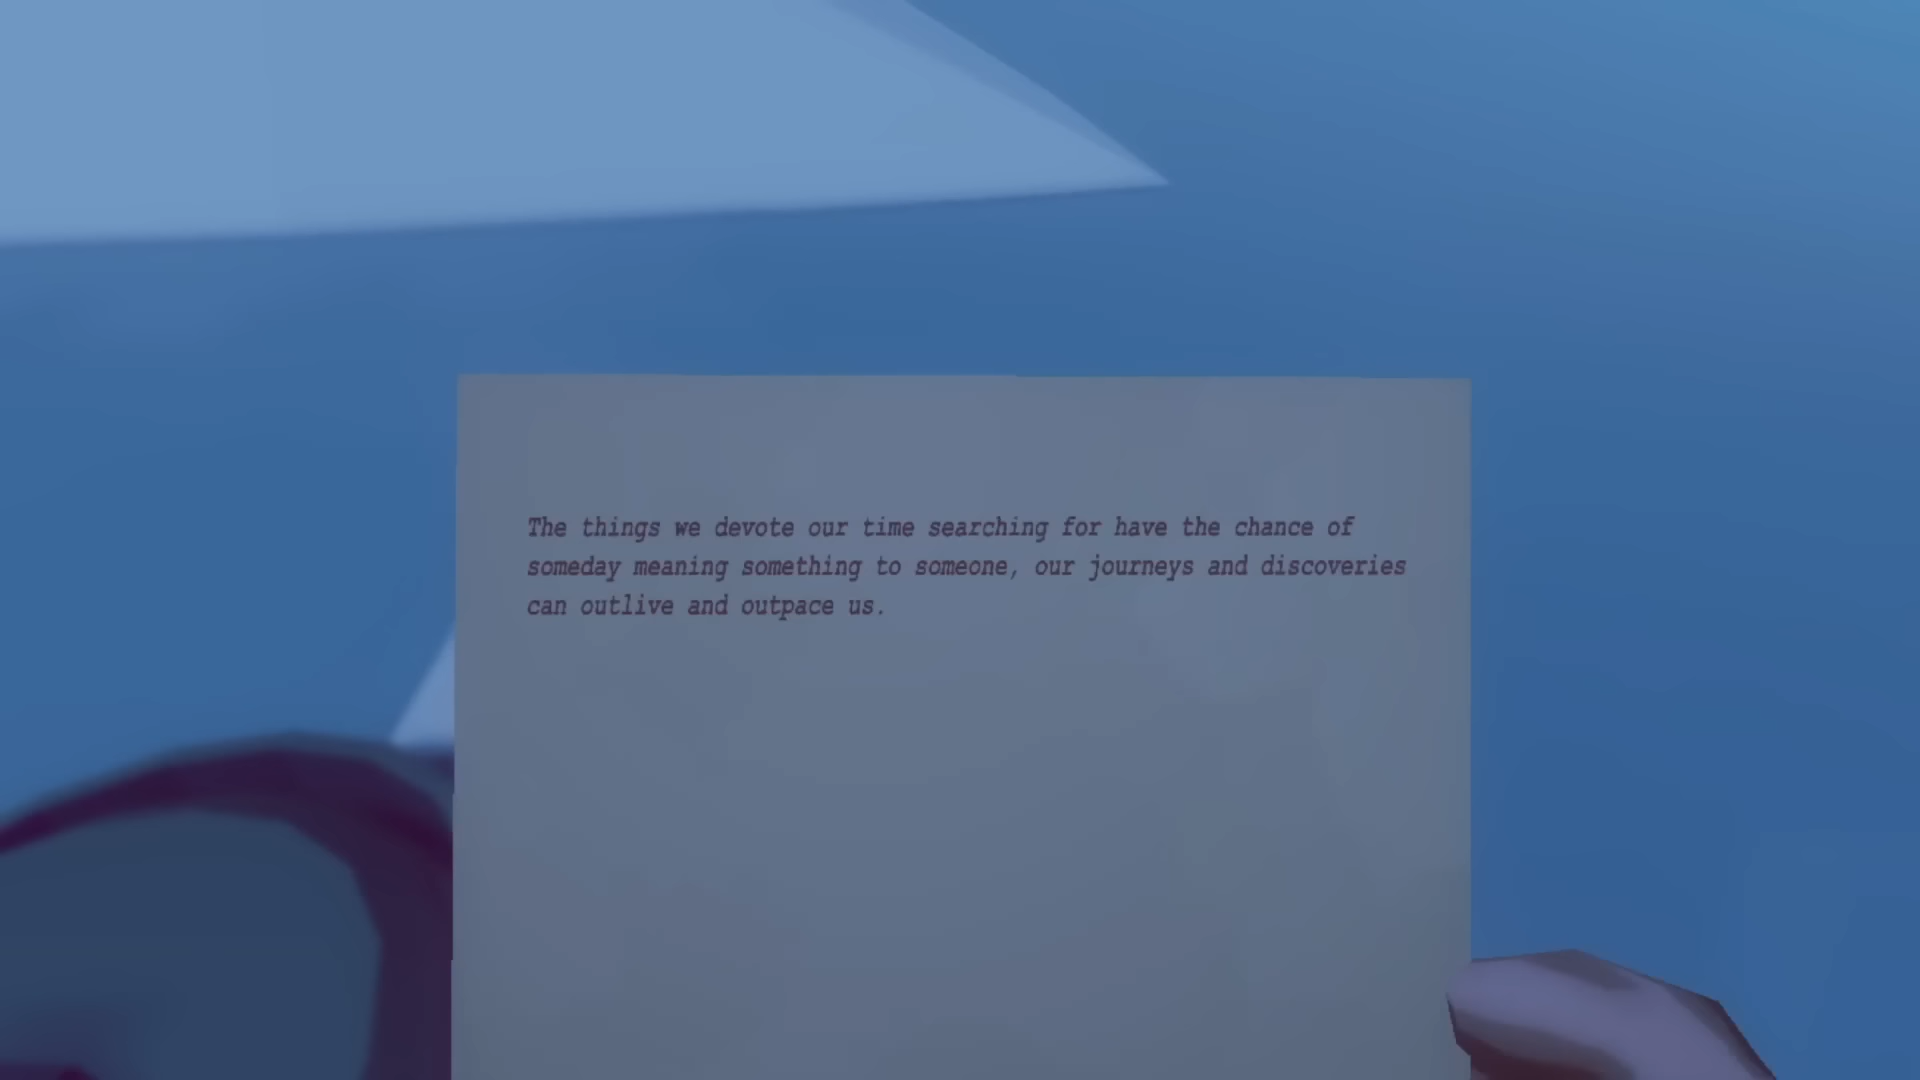 The things we devote our time searching for have the chance of
someday meaning something to someone, our journeys and discoveries
can outlive and outpace us.